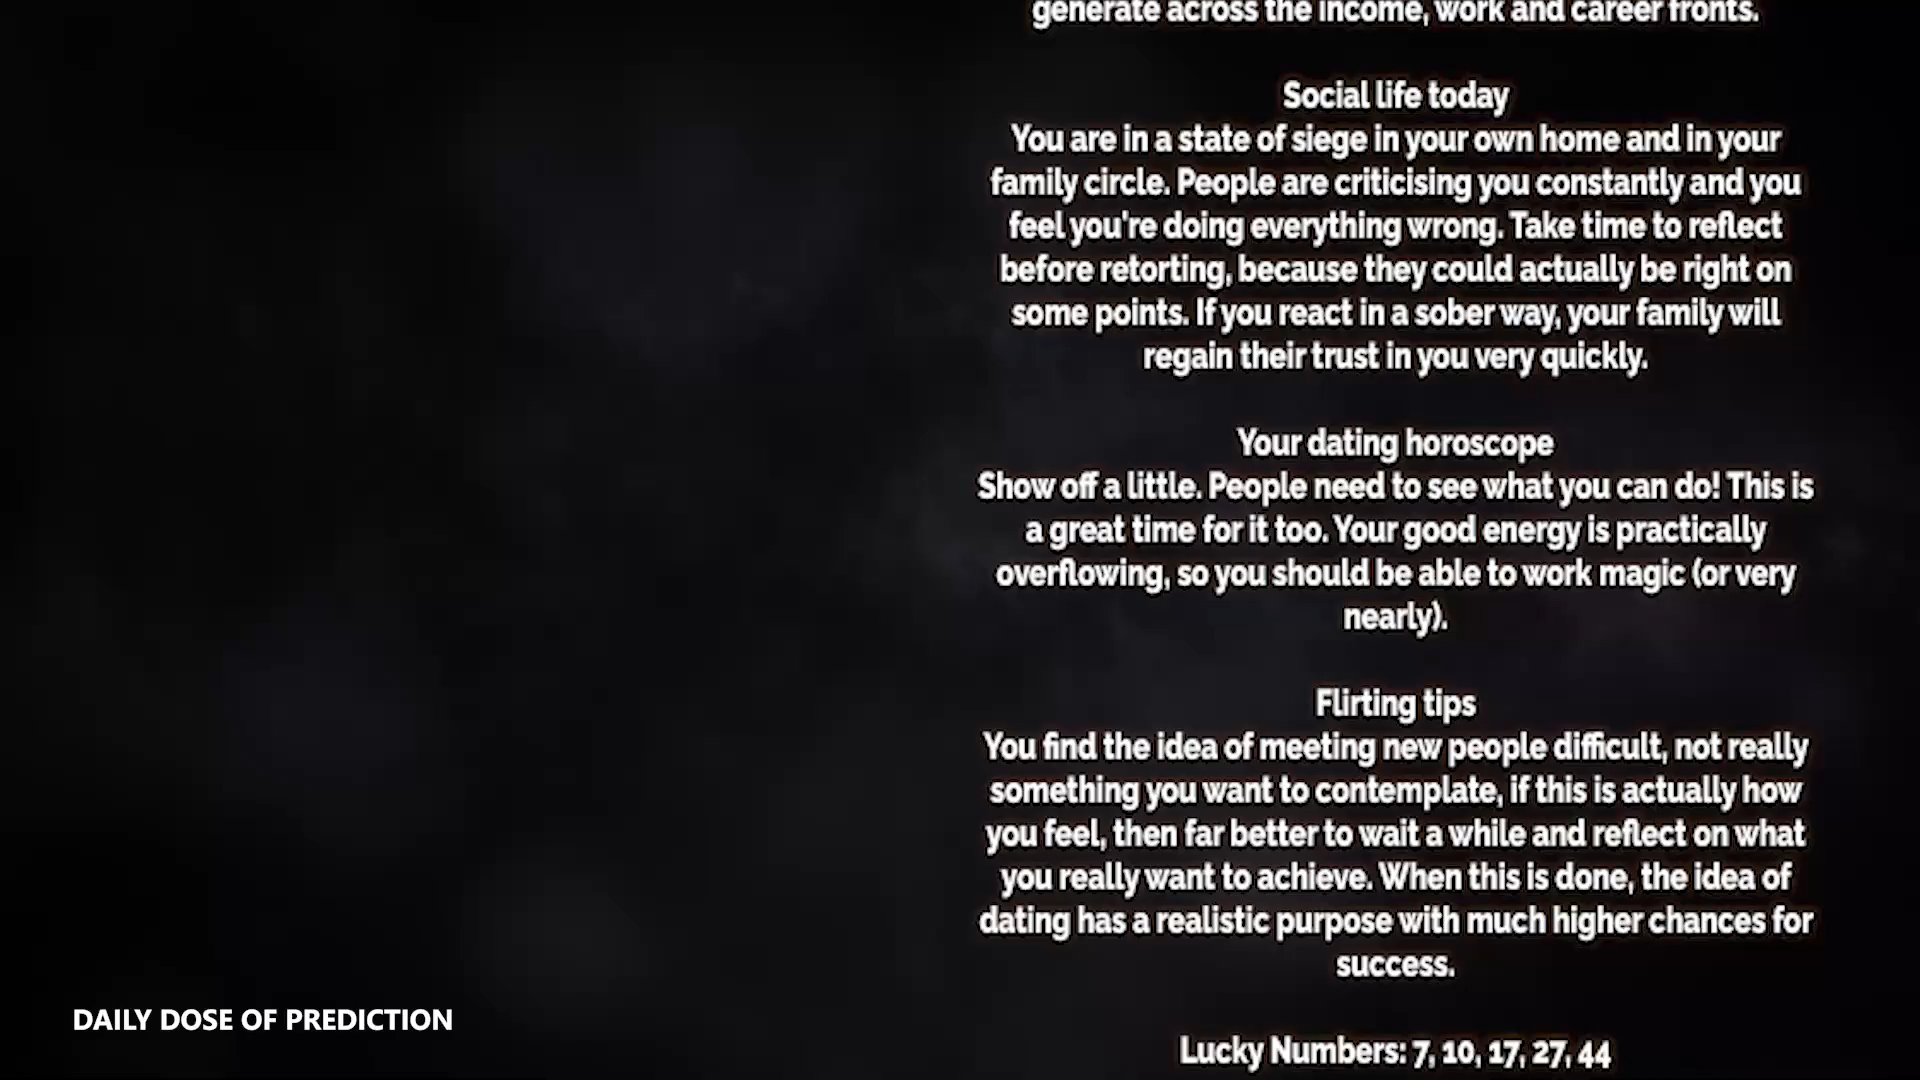 generate across the income, work and career fronts.
Social life today
You are in a state of siege in your own home and in your
family circle. People are criticising you constantly and you
feel you're doing everything wrong. Take time to reflect
before retorting, because they could actually be right on
some points. If you react in a sober way, your family will
regain their trust in you very quickly.
Your dating horoscope
Show off a little. People need to see what you can do! This is
a great time for it too. Your good energy is practically
overflowing, so you should be able to work magic (or very
nearly).
Flirting tips
You find the idea of meeting new people difficult, not really
something you want to contemplate, if this is actually how
you feel, then far better to wait a while and reflect on what
you really want to achieve. When this is done, the idea of
dating has a realistic purpose with much higher chances for
success.
Lucky Numbers: 7, 10, 17, 27, 44
DAILY DOSE OF PREDICTION